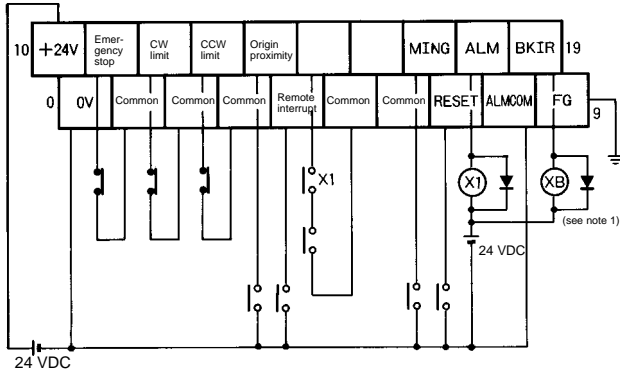 10 +24V Emer-gency stop CW limit CCW limit Origin proximity MING ALM BKIR 19
0 0V Common Common Common Remote interrupt Common Common RESET ALMCOM FG 9
X1 X1 XB
(see note 1)
24 VDC
24 VDC